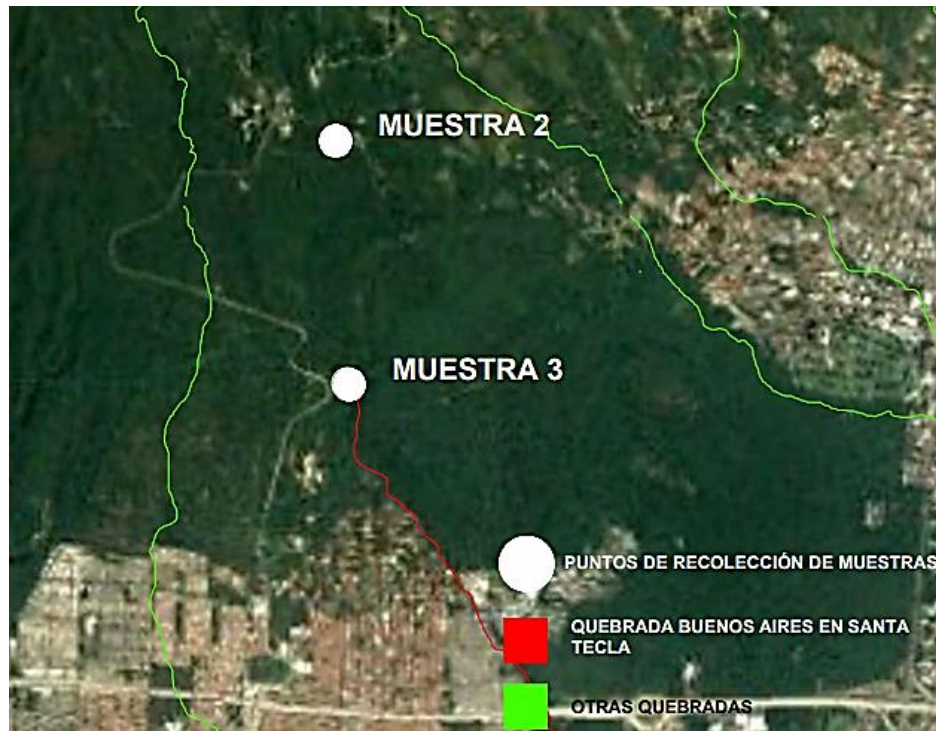 MUESTRA 2
MUESTRA 3
PUNTOS DE RECOLECCIÓN DE MUESTRAS
QUEBRADA BUENOS AIRES EN SANTA
TECLA
OTRAS QUEBRADAS